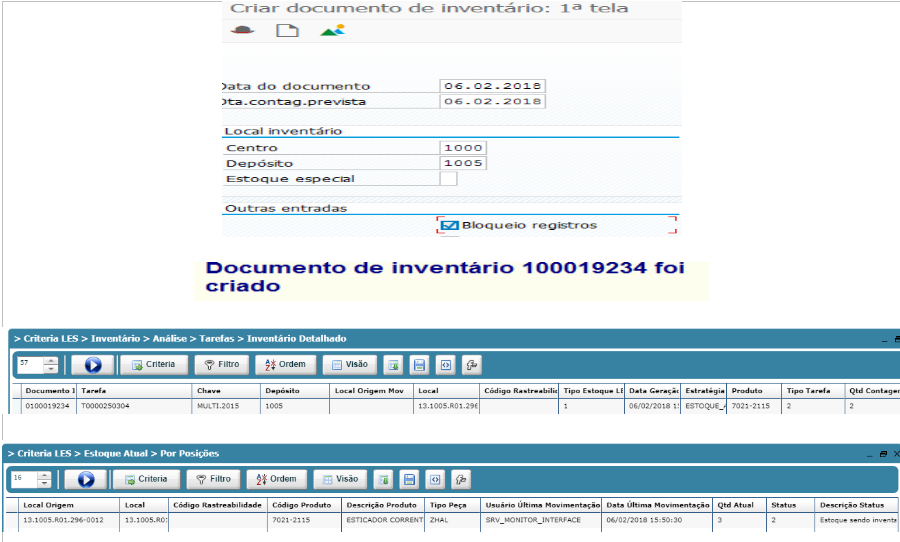 Criar documento de inventário: 1ª tela
Data do documento 06.02.2018
Dta.contag.prevista 06.02.2018
Local inventário
Centro 1000
Depósito 1005
Estoque especial
Outras entradas
Bloqueio registros
Documento de inventário 100019234 foi
criado
> Criteria LES > Inventário > Análise > Tarefas > Inventário Detalhado
57 Criteria Filtro Ordem Visão
Documento I Tarefa Chave Depósito Local Origem Mov Local Código Rastreabilic Tipo Estoque LE Data Geração Estratégia Produto Tipo Tarefa Qtd Contagen
0100019234 T0000250304 MULTI.2015 1005 13.1005.R01.296 1 06/02/2018 1 ESTOQUE_A 7021-2115 2 2
> Criteria LES > Estoque Atual > Por Posições
16 Criteria Filtro Ordem Visão
Local Origem Local Código Rastreabilidade Código Produto Descrição Produto Tipo Peça Usuário Última Movimentação Data Última Movimentação Qtd Atual Status Descrição Status
13.1005.R01.296-0012 13.1005.R01 7021-2115 ESTICADOR CORRENT ZHAL SRV_MONITOR_INTERFACE 06/02/2018 15:50:30 3 2 Estoque sendo inventa